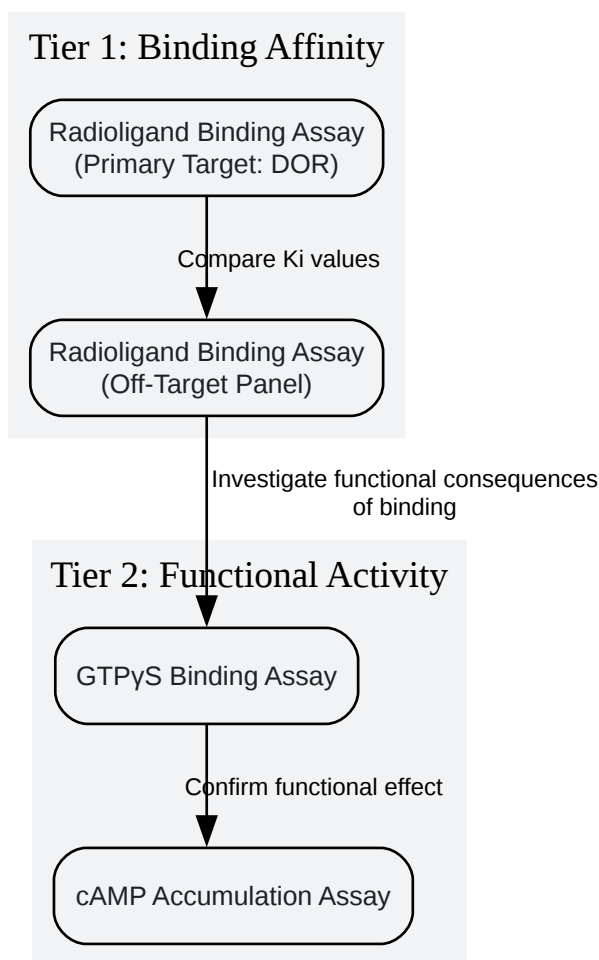 Tier 1: Binding Affinity
Radioligand Binding Assay
(Primary Target: DOR)
Compare Ki values
Radioligand Binding Assay
(Off-Target Panel)
Investigate functional consequences
of binding
Tier 2: Functional Activity
GTPγS Binding Assay
Confirm functional effect
cAMP Accumulation Assay